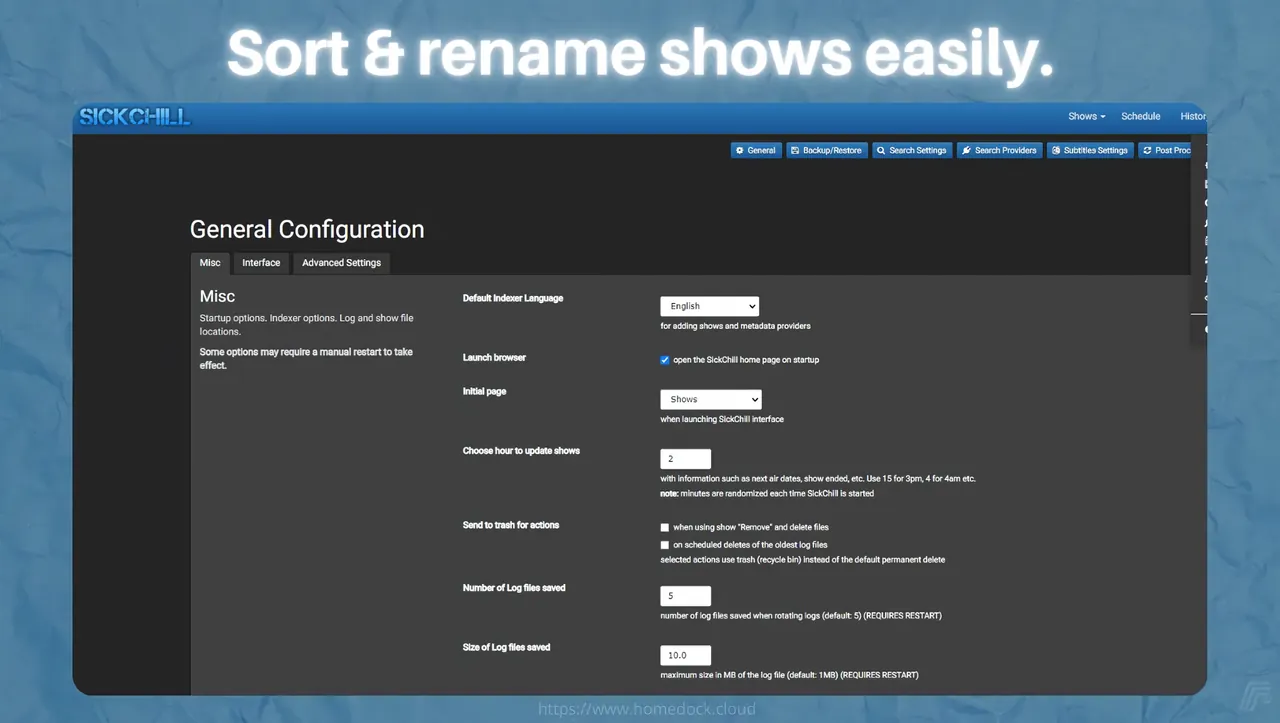 Sort & rename shows easily.
SICKCHILL
Shows Schedule
General Backup/Restore Search Settings Search Providers Subtitles Settings Post
General Configuration
Misc Interface Advanced Settings
Misc
Startup options. Indexer options. Log and show file
locations.
Some options may require a manual restart to take
effect.
Default Indexer Language
English
for adding shows and metadata providers
Launch browser
open the SickChill home page on startup
Initial page
Shows
when launching SickChill interface
Choose hour to update shows
2
with information such as next air dates, show ended, etc. Use 15 for 3pm, 4 for 4am etc.
note: minutes are randomized each time SickChill is started
Send to trash for actions
when using show "Remove" and delete files
on scheduled deletes of the oldest log files
selected actions use trash (recycle bin) instead of the default permanent delete
Number of Log files saved
5
number of log files saved when rotating logs (default: 5) (REQUIRES RESTART)
Size of Log files saved
10.0
maximum size in MB of the log file (default: 1MB) (REQUIRES RESTART)
https://www.homedock.cloud